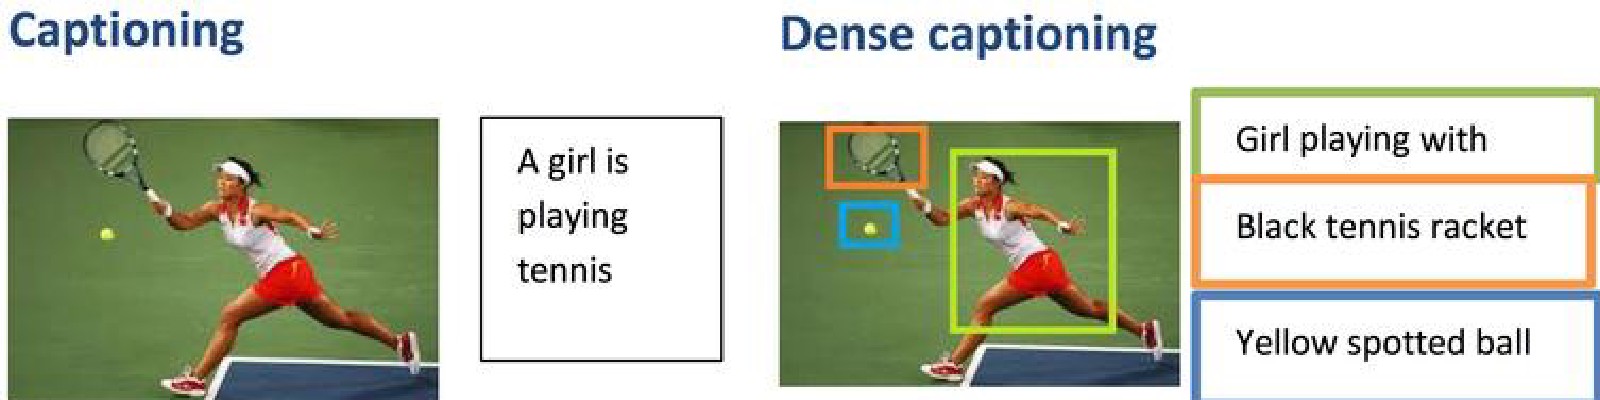 Captioning
A girl is
playing
tennis
Dense captioning
Girl playing with
Black tennis racket
Yellow spotted ball